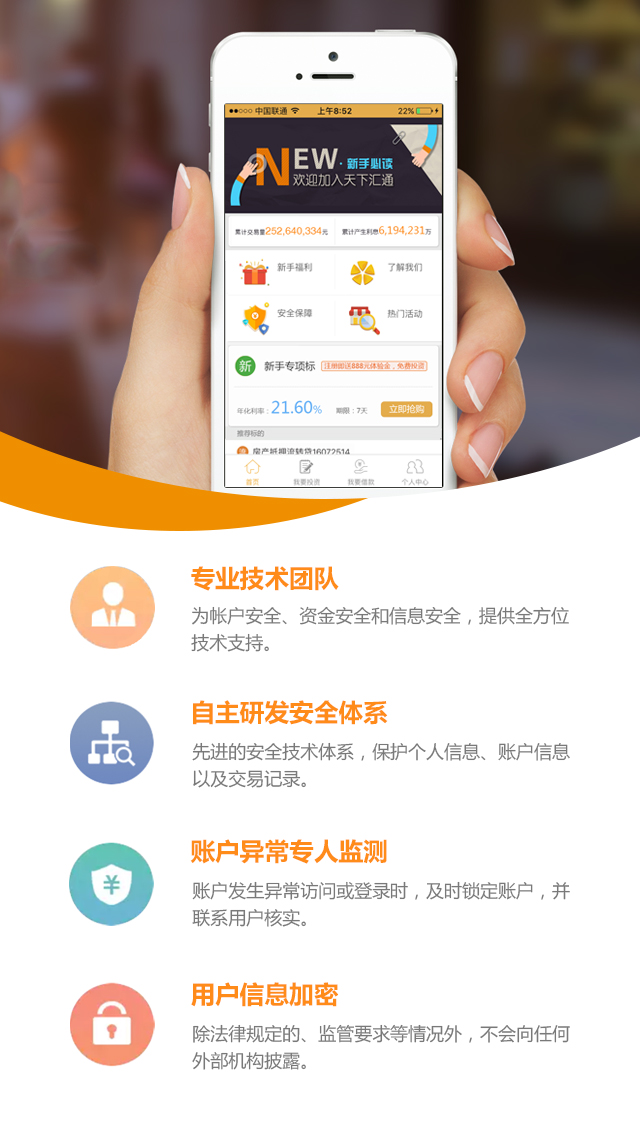 中国联通
上午8:52
22%
NEW·新手必读
欢迎加入天下汇通
累计交易量252,640,334元
累计产生利息6,194,231万
新手福利
了解我们
安全保障
热门活动
新
新手专项标
注册即送888元体验金，免费投资
年化利率：21.60%
期限：7天
立即抢购
推荐标的
房产抵押流转贷16072514
首页
我要投资
我要借款
个人中心
专业技术团队
为帐户安全、资金安全和信息安全，提供全方位
技术支持。
自主研发安全体系
先进的安全技术体系，保护个人信息、账户信息
以及交易记录。
账户异常专人监测
账户发生异常访问或登录时，及时锁定账户，并
联系用户核实。
用户信息加密
除法律规定的、监管要求等情况外，不会向任何
外部机构披露。